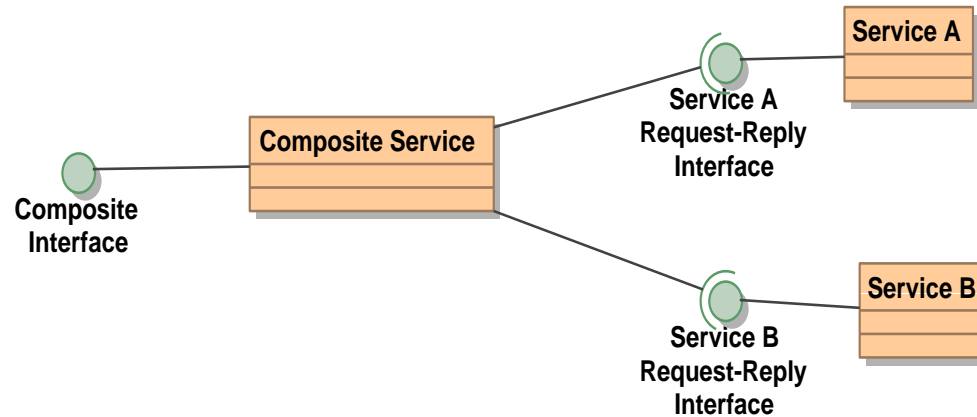 Service A
Service A
Request-Reply
Interface
Composite Service
Composite
Interface
Service B
Service B
Request-Reply
Interface